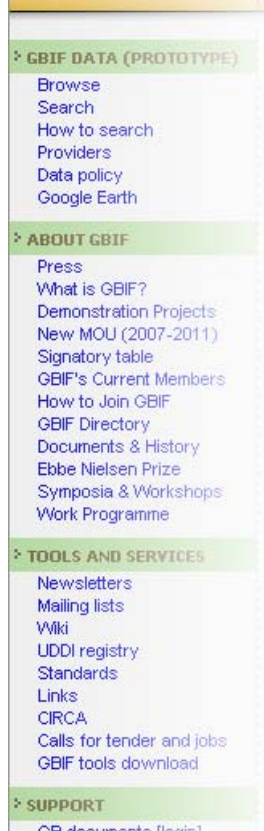 GBIF DATA (PROTOTYPE)
Browse
Search
How to search
Providers
Data policy
Google Earth
ABOUT GBIF
Press
What is GBIF?
Demonstration Projects
New MOU (2007-2011)
Signatory table
GBIF's Current Members
How to Join GBIF
GBIF Directory
Documents & History
Ebbe Nielsen Prize
Symposia & Workshops
Work Programme
TOOLS AND SERVICES
Newsletters
Mailing lists
Wiki
UDDI registry
Standards
Links
CIRCA
Calls for tender and jobs
GBIF tools download
SUPPORT
documents [login]